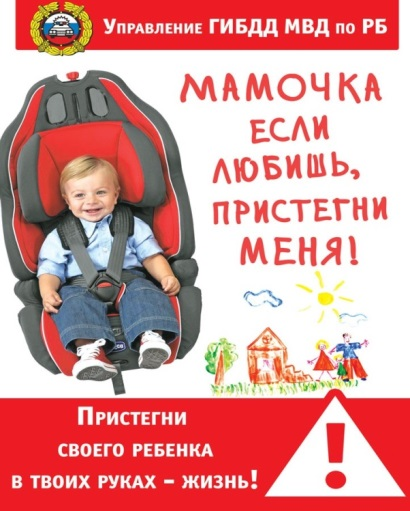 Управление ГИБДД МВД по РБ
МАМОЧКА
ЕСЛИ
ЛЮБИШЬ,
ПРИСТЕГНИ
МЕНЯ!
Пристегни
своего ребенка
в твоих руках – жизнь!
!